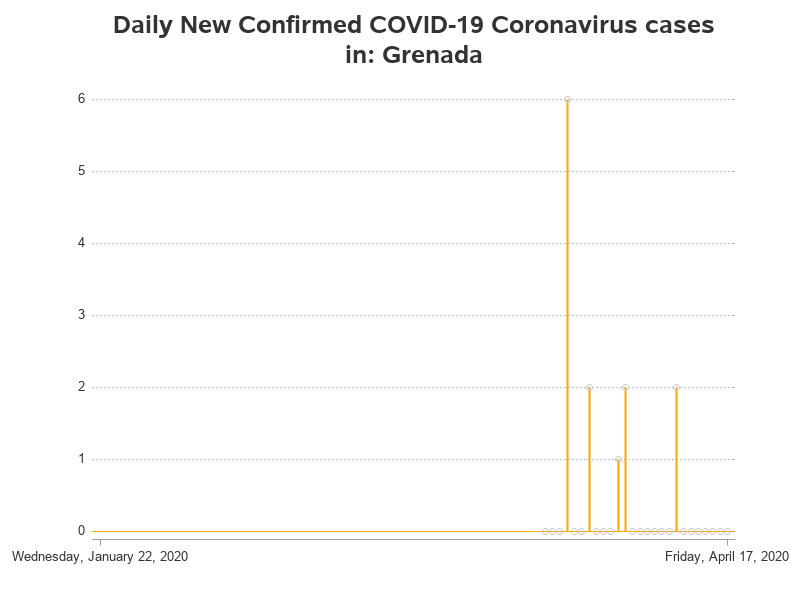 Daily New Confirmed COVID-19 Coronavirus cases
in: Grenada
6
5
4
3
2
1
0
Wednesday, January 22, 2020
Friday, April 17, 2020